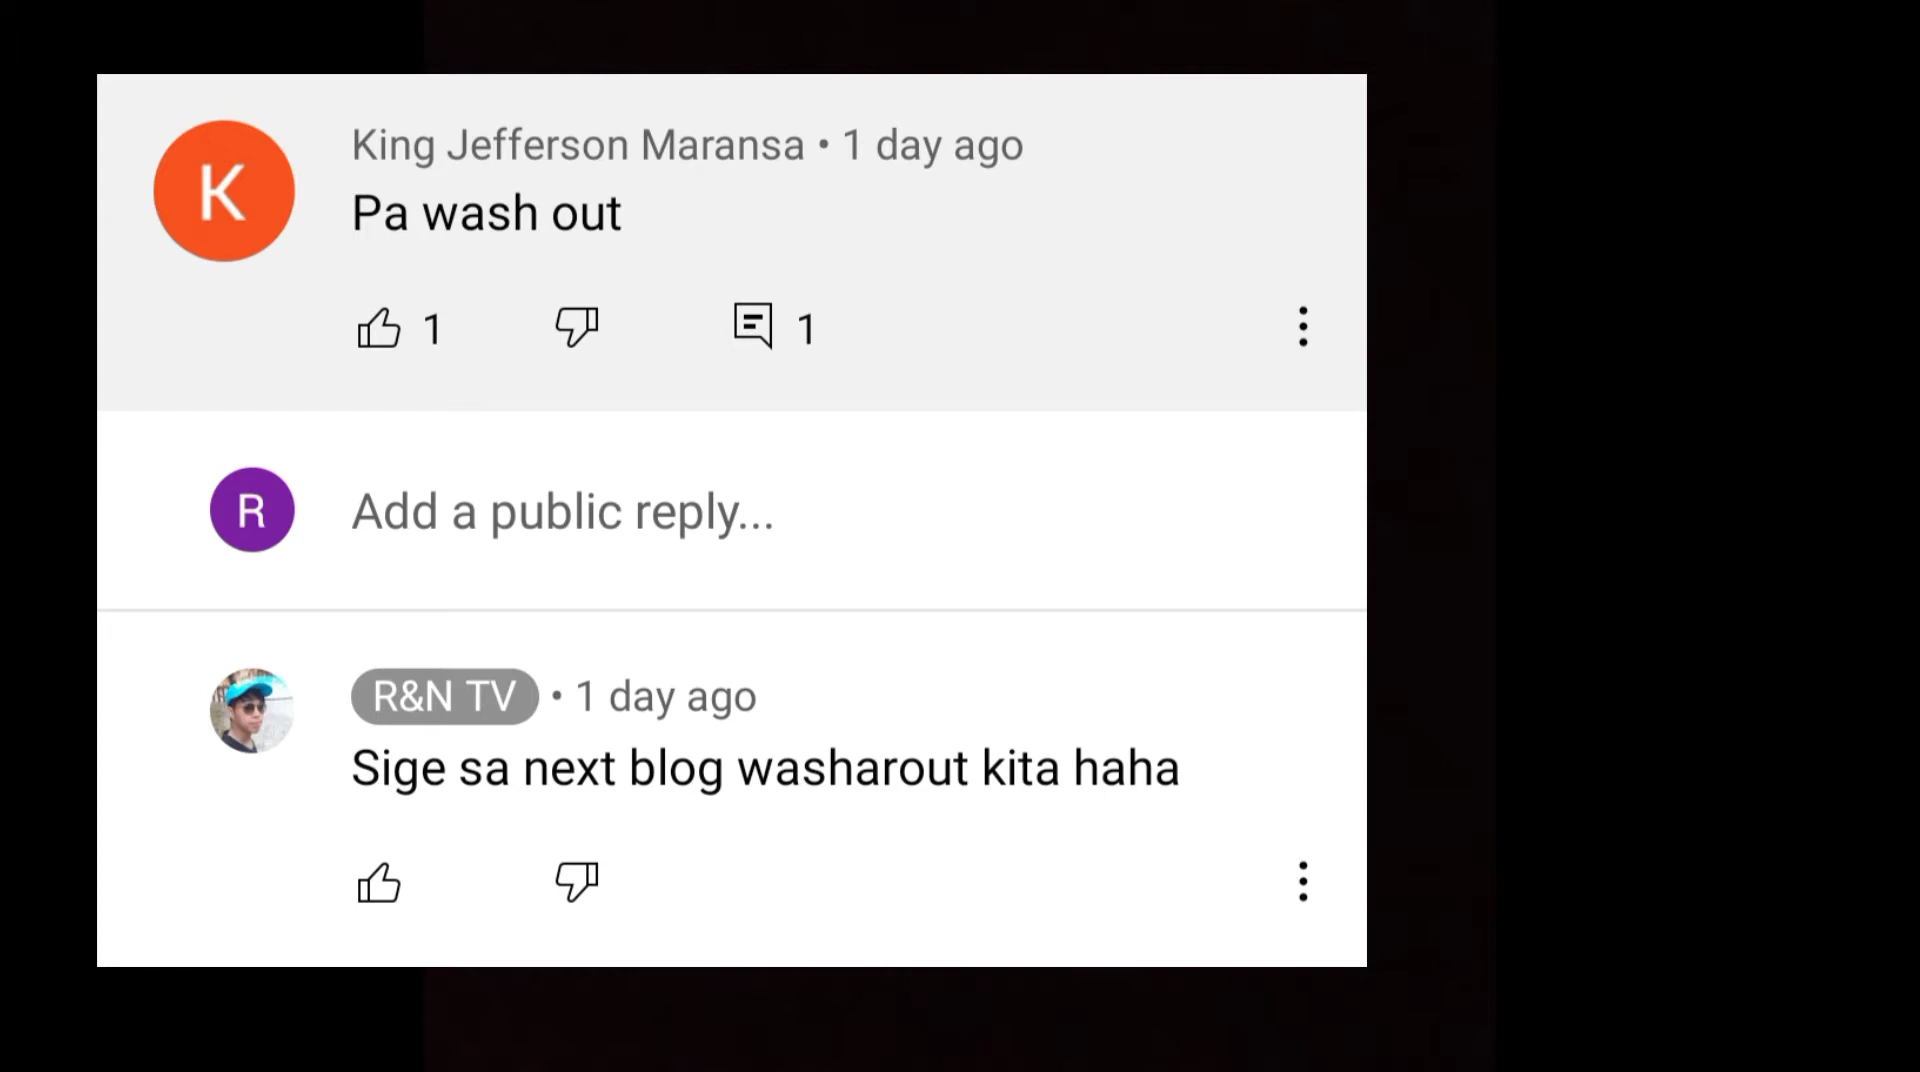 K
King Jefferson Maransa • 1 day ago
Pa wash out
1 1
R
Add a public reply...
R&N TV • 1 day ago
Sige sa next blog washarout kita haha